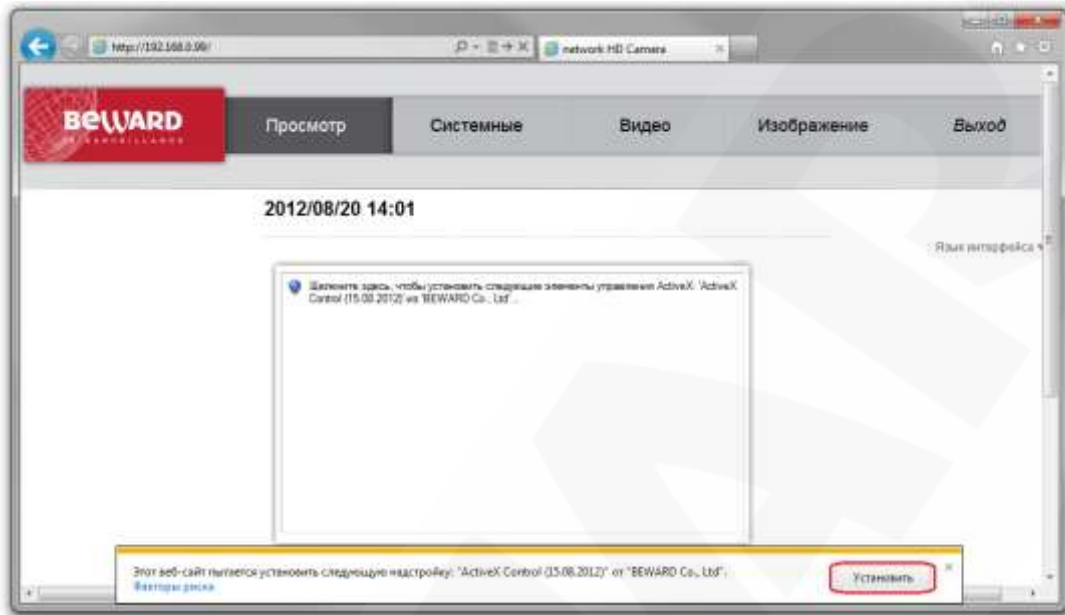 http://192.168.0.99/
network HD Camera
BEWARD
Просмотр
Системные
Видео
Изображение
Выход
2012/08/20 14:01
Язык интерфейса
Щелкните здесь, чтобы установить следующие элементы управления ActiveX: 'ActiveX
Control (15.08.2012)' из 'BEWARD Co., Ltd'...
Этот веб-сайт пытается установить следующую надстройку: "ActiveX Control (15.08.2012)" от "BEWARD Co., Ltd".
Факторы риска
Установить